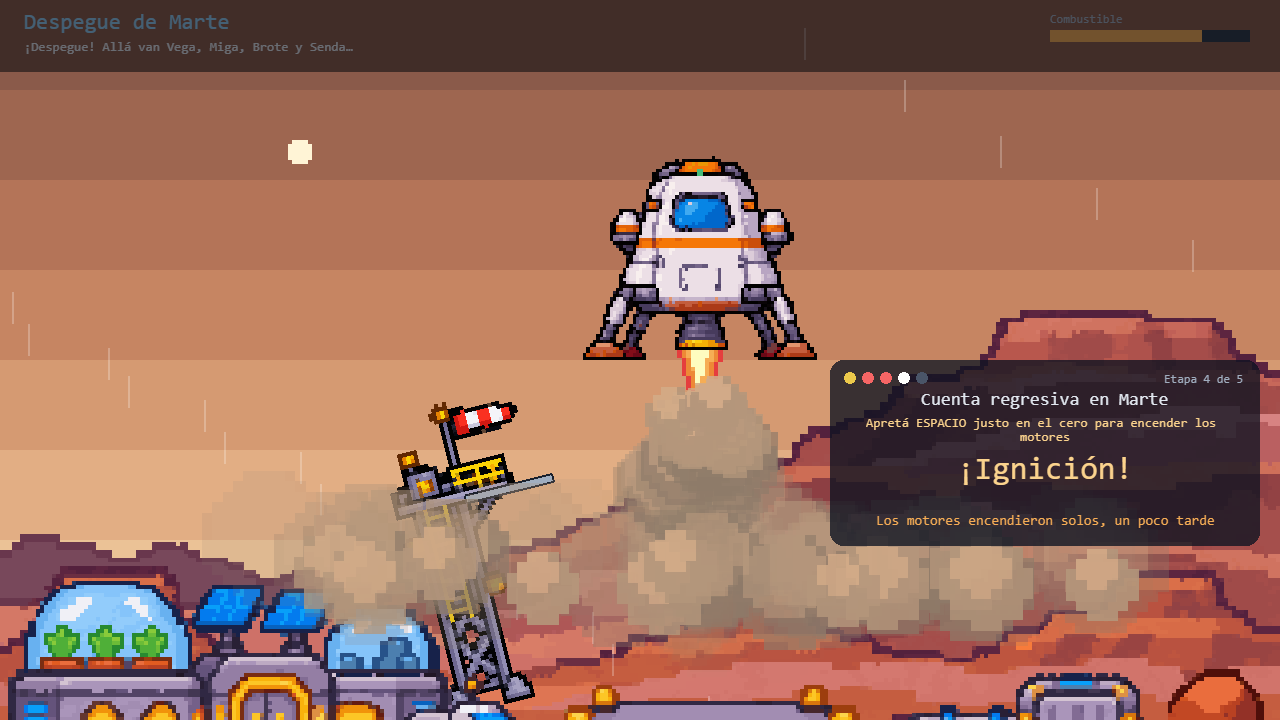 Despegue de Marte
¡Despegue! Allá van Vega, Miga, Brote y Senda…
Combustible
Etapa 4 de 5
Cuenta regresiva en Marte
Apretá ESPACIO justo en el cero para encender los
motores
¡Ignición!
Los motores encendieron solos, un poco tarde